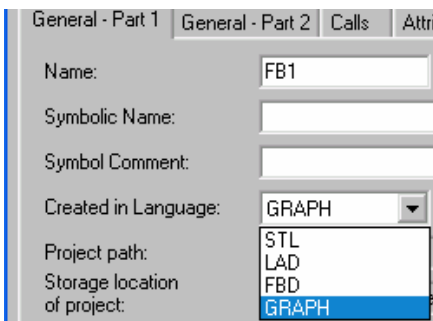 General - Part 1 General - Part 2 Calls
Name: FB1
Symbolic Name:
Symbol Comment:
Created in Language: GRAPH
STL
Project path:
LAD
Storage location
FBD
of project:
GRAPH